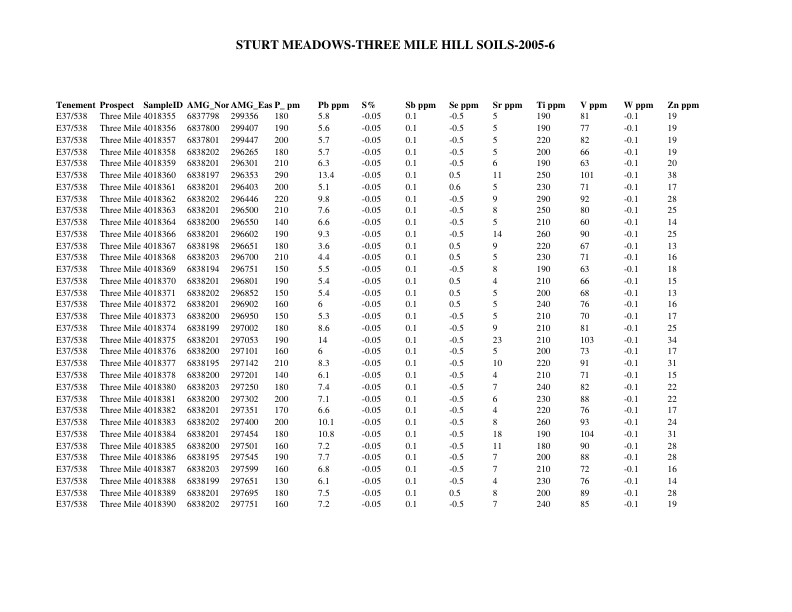 STURT MEADOWS-THREE MILE HILL SOILS-2005-6
Tenement Prospect SampleID AMG_Nor AMG_Eas P_ pm Pb ppm S% Sb ppm Se ppm Sr ppm Ti ppm V ppm W ppm Zn ppm
E37/538 Three Mile 4018355 6837798 299356 180 5.8 -0.05 0.1 -0.5 5 190 81 -0.1 19
E37/538 Three Mile 4018356 6837800 299407 190 5.6 -0.05 0.1 -0.5 5 190 77 -0.1 19
E37/538 Three Mile 4018357 6837801 299447 200 5.7 -0.05 0.1 -0.5 5 220 82 -0.1 19
E37/538 Three Mile 4018358 6838202 296265 180 5.7 -0.05 0.1 -0.5 5 200 66 -0.1 19
E37/538 Three Mile 4018359 6838201 296301 210 6.3 -0.05 0.1 -0.5 6 190 63 -0.1 20
E37/538 Three Mile 4018360 6838197 296353 290 13.4 -0.05 0.1 0.5 11 250 101 -0.1 38
E37/538 Three Mile 4018361 6838201 296403 200 5.1 -0.05 0.1 0.6 5 230 71 -0.1 17
E37/538 Three Mile 4018362 6838202 296446 220 9.8 -0.05 0.1 -0.5 9 290 92 -0.1 28
E37/538 Three Mile 4018363 6838201 296500 210 7.6 -0.05 0.1 -0.5 8 250 80 -0.1 25
E37/538 Three Mile 4018364 6838200 296550 140 6.6 -0.05 0.1 -0.5 5 210 60 -0.1 14
E37/538 Three Mile 4018366 6838201 296602 190 9.3 -0.05 0.1 -0.5 14 260 90 -0.1 25
E37/538 Three Mile 4018367 6838198 296651 180 3.6 -0.05 0.1 0.5 9 220 67 -0.1 13
E37/538 Three Mile 4018368 6838203 296700 210 4.4 -0.05 0.1 0.5 5 230 71 -0.1 16
E37/538 Three Mile 4018369 6838194 296751 150 5.5 -0.05 0.1 -0.5 8 190 63 -0.1 18
E37/538 Three Mile 4018370 6838201 296801 190 5.4 -0.05 0.1 0.5 4 210 66 -0.1 15
E37/538 Three Mile 4018371 6838202 296852 150 5.4 -0.05 0.1 0.5 5 200 68 -0.1 13
E37/538 Three Mile 4018372 6838201 296902 160 6 -0.05 0.1 0.5 5 240 76 -0.1 16
E37/538 Three Mile 4018373 6838200 296950 150 5.3 -0.05 0.1 -0.5 5 210 70 -0.1 17
E37/538 Three Mile 4018374 6838199 297002 180 8.6 -0.05 0.1 -0.5 9 210 81 -0.1 25
E37/538 Three Mile 4018375 6838201 297053 190 14 -0.05 0.1 -0.5 23 210 103 -0.1 34
E37/538 Three Mile 4018376 6838200 297101 160 6 -0.05 0.1 -0.5 5 200 73 -0.1 17
E37/538 Three Mile 4018377 6838195 297142 210 8.3 -0.05 0.1 -0.5 10 220 91 -0.1 31
E37/538 Three Mile 4018378 6838200 297201 140 6.1 -0.05 0.1 -0.5 4 210 71 -0.1 15
E37/538 Three Mile 4018380 6838203 297250 180 7.4 -0.05 0.1 -0.5 7 240 82 -0.1 22
E37/538 Three Mile 4018381 6838200 297302 200 7.1 -0.05 0.1 -0.5 6 230 88 -0.1 22
E37/538 Three Mile 4018382 6838201 297351 170 6.6 -0.05 0.1 -0.5 4 220 76 -0.1 17
E37/538 Three Mile 4018383 6838202 297400 200 10.1 -0.05 0.1 -0.5 8 260 93 -0.1 24
E37/538 Three Mile 4018384 6838201 297454 180 10.8 -0.05 0.1 -0.5 18 190 104 -0.1 31
E37/538 Three Mile 4018385 6838200 297501 160 7.2 -0.05 0.1 -0.5 11 180 90 -0.1 28
E37/538 Three Mile 4018386 6838195 297545 190 7.7 -0.05 0.1 -0.5 7 200 88 -0.1 28
E37/538 Three Mile 4018387 6838203 297599 160 6.8 -0.05 0.1 -0.5 7 210 72 -0.1 16
E37/538 Three Mile 4018388 6838199 297651 130 6.1 -0.05 0.1 -0.5 4 230 76 -0.1 14
E37/538 Three Mile 4018389 6838201 297695 180 7.5 -0.05 0.1 0.5 8 200 89 -0.1 28
E37/538 Three Mile 4018390 6838202 297751 160 7.2 -0.05 0.1 -0.5 7 240 85 -0.1 19